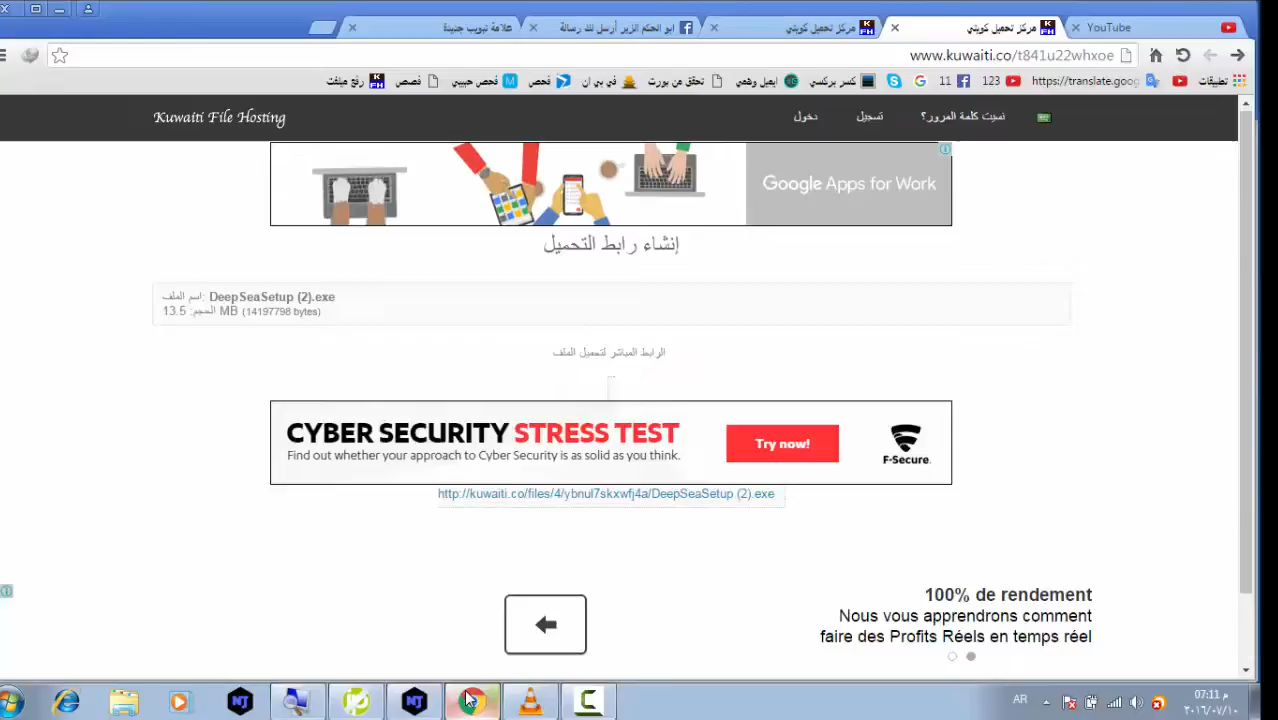 علامة تبويب جديدة
ابو الحكم الزير أرسل لك رسالة
مركز تحميل كويتي
مركز تحميل كويتي
YouTube
www.kuwaiti.co/t841u22whxoe
تطبيقات
https://translate.goog
123
11
كسر بركسي
ايميل وهمي
تحقق من بورت
في بي ان
فحص
فحص حبيبي
فصص
رفع ميلفت
Kuwaiti File Hosting
نسيت كلمة المرور؟
تسجيل
دخول
Google Apps for Work
إنشاء رابط التحميل
اسم الملف: DeepSeaSetup (2).exe
الحجم: 13.5 MB (14197798 bytes)
الرابط المباشر لتحميل الملف
CYBER SECURITY STRESS TEST
Find out whether your approach to Cyber Security is as solid as you think.
Try now!
F-Secure.
http://kuwaiti.co/files/4/ybnul7skxwfj4a/DeepSeaSetup (2).exe
100% de rendement
Nous vous apprendrons comment
faire des Profits Réels en temps réel
AR
07:11 م
٢٠١٦/٠٧/١٠